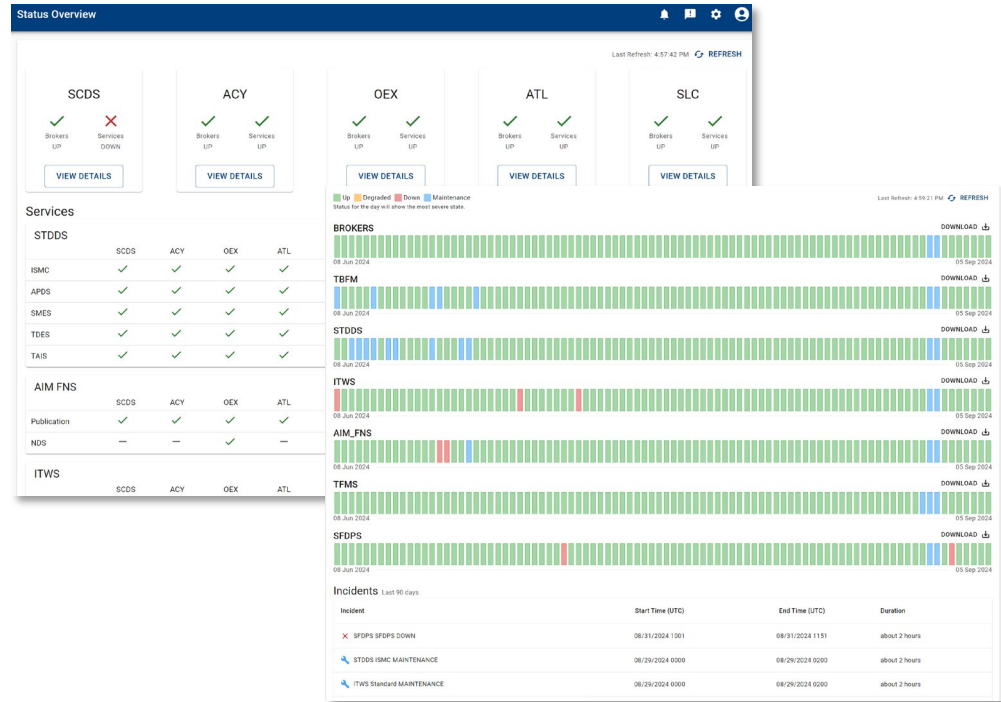 Status Overview
Last Refresh: 4:57:42 PM REFRESH
SCDS ACY OEX ATL SLC
Brokers Services Brokers Services Brokers Services Brokers Services Brokers Services
UP DOWN UP UP UP UP UP UP UP UP
VIEW DETAILS VIEW DETAILS VIEW DETAILS VIEW DETAILS VIEW DETAILS
Services
STDDS
SCDS ACY OEX ATL
ISMC
APDS
SMES
TDES
TAIS
AIM FNS
SCDS ACY OEX ATL
Publication
NDS
ITWS
SCDS ACY OEX ATL
Up Degraded Down Maintenance
Status for the day will show the most severe state.
Last Refresh: 4:59:21 PM REFRESH
BROKERS DOWNLOAD
08 Jun 2024 05 Sep 2024
TBFM DOWNLOAD
08 Jun 2024 05 Sep 2024
STDDS DOWNLOAD
08 Jun 2024 05 Sep 2024
ITWS DOWNLOAD
08 Jun 2024 05 Sep 2024
AIM_FNS DOWNLOAD
08 Jun 2024 05 Sep 2024
TFMS DOWNLOAD
08 Jun 2024 05 Sep 2024
SFDPS DOWNLOAD
08 Jun 2024 05 Sep 2024
Incidents Last 90 days
Incident Start Time (UTC) End Time (UTC) Duration
SFDPS SFDPS DOWN 08/31/2024 1001 08/31/2024 1151 about 2 hours
STDDS ISMC MAINTENANCE 08/29/2024 0000 08/29/2024 0200 about 2 hours
ITWS Standard MAINTENANCE 08/29/2024 0000 08/29/2024 0200 about 2 hours